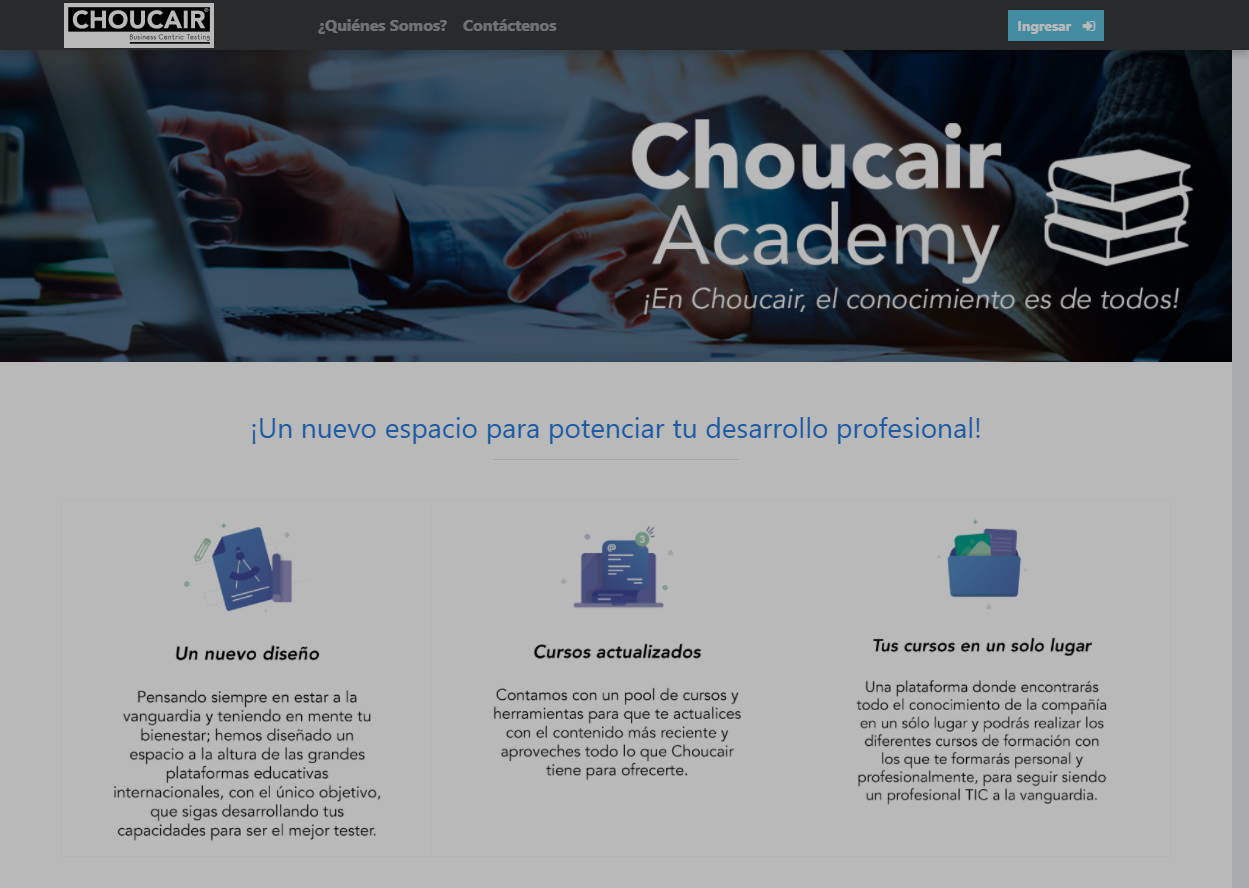 CHOUCAIR®
Business Centric Testing
¿Quiénes Somos? Contáctenos
Ingresar
Choucair
Academy
¡En Choucair, el conocimiento es de todos!
¡Un nuevo espacio para potenciar tu desarrollo profesional!
Un nuevo diseño
Pensando siempre en estar a la
vanguardia y teniendo en mente tu
bienestar; hemos diseñado un
espacio a la altura de las grandes
plataformas educativas
internacionales, con el único objetivo,
que sigas desarrollando tus
capacidades para ser el mejor tester.
3
Cursos actualizados
Contamos con un pool de cursos y
herramientas para que te actualices
con el contenido más reciente y
aproveches todo lo que Choucair
tiene para ofrecerte.
Tus cursos en un solo lugar
Una plataforma donde encontrarás
todo el conocimiento de la compañía
en un sólo lugar y podrás realizar los
diferentes cursos de formación con
los que te formarás personal y
profesionalmente, para seguir siendo
un profesional TIC a la vanguardia.